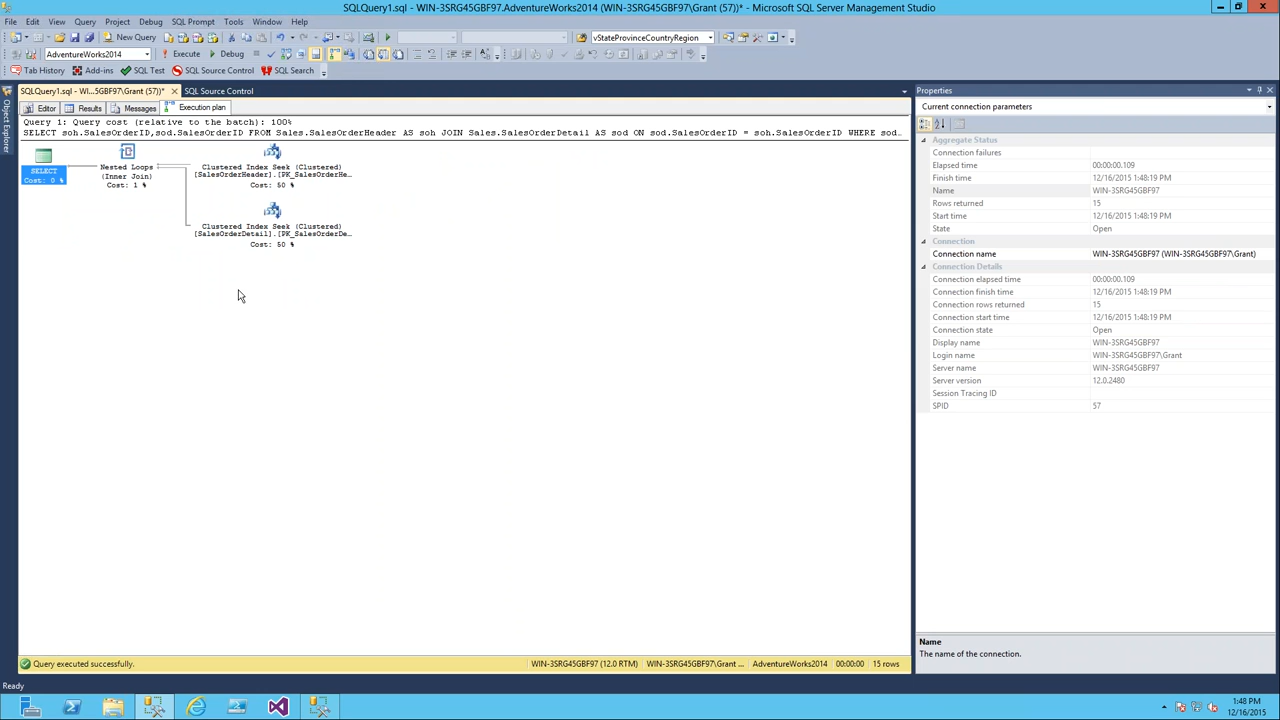 SQLQuery1.sql - WIN-3SRG45GBF97.AdventureWorks2014 (WIN-3SRG45GBF97\Grant (57))* - Microsoft SQL Server Management Studio
File Edit View Query Project Debug SQL Prompt Tools Window Help
New Query vStateProvinceCountryRegion
AdventureWorks2014 Execute Debug
Tab History Add-ins SQL Test SQL Source Control SQL Search
Object Explorer
SQLQuery1.sql - WI...5GBF97\Grant (57))* SQL Source Control
Editor Results Messages Execution plan
Query 1: Query cost (relative to the batch): 100%
SELECT soh.SalesOrderID,sod.SalesOrderID FROM Sales.SalesOrderHeader AS soh JOIN Sales.SalesOrderDetail AS sod ON sod.SalesOrderID = soh.SalesOrderID WHERE sod...
SELECT
Cost: 0 %
Nested Loops
(Inner Join)
Cost: 1 %
Clustered Index Seek (Clustered)
[SalesOrderHeader].[PK_SalesOrderHe...
Cost: 50 %
Clustered Index Seek (Clustered)
[SalesOrderDetail].[PK_SalesOrderDe...
Cost: 50 %
Properties
Current connection parameters
Aggregate Status
Connection failures
Elapsed time 00:00:00.109
Finish time 12/16/2015 1:48:19 PM
Name WIN-3SRG45GBF97
Rows returned 15
Start time 12/16/2015 1:48:19 PM
State Open
Connection
Connection name WIN-3SRG45GBF97 (WIN-3SRG45GBF97\Grant)
Connection Details
Connection elapsed time 00:00:00.109
Connection finish time 12/16/2015 1:48:19 PM
Connection rows returned 15
Connection start time 12/16/2015 1:48:19 PM
Connection state Open
Display name WIN-3SRG45GBF97
Login name WIN-3SRG45GBF97\Grant
Server name WIN-3SRG45GBF97
Server version 12.0.2480
Session Tracing ID
SPID 57
Name
The name of the connection.
Query executed successfully. WIN-3SRG45GBF97 (12.0 RTM) WIN-3SRG45GBF97\Grant ... AdventureWorks2014 00:00:00 15 rows
Ready
1:48 PM
12/16/2015